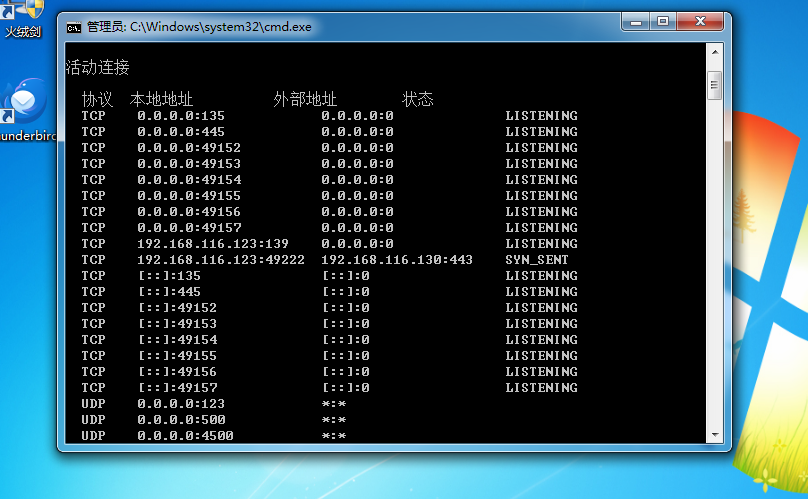 火绒剑
underbird
管理员: C:\Windows\system32\cmd.exe
活动连接
协议 本地地址 外部地址 状态
TCP 0.0.0.0:135 0.0.0.0:0 LISTENING
TCP 0.0.0.0:445 0.0.0.0:0 LISTENING
TCP 0.0.0.0:49152 0.0.0.0:0 LISTENING
TCP 0.0.0.0:49153 0.0.0.0:0 LISTENING
TCP 0.0.0.0:49154 0.0.0.0:0 LISTENING
TCP 0.0.0.0:49155 0.0.0.0:0 LISTENING
TCP 0.0.0.0:49156 0.0.0.0:0 LISTENING
TCP 0.0.0.0:49157 0.0.0.0:0 LISTENING
TCP 192.168.116.123:139 0.0.0.0:0 LISTENING
TCP 192.168.116.123:49222 192.168.116.130:443 SYN_SENT
TCP [::]:135 [::]:0 LISTENING
TCP [::]:445 [::]:0 LISTENING
TCP [::]:49152 [::]:0 LISTENING
TCP [::]:49153 [::]:0 LISTENING
TCP [::]:49154 [::]:0 LISTENING
TCP [::]:49155 [::]:0 LISTENING
TCP [::]:49156 [::]:0 LISTENING
TCP [::]:49157 [::]:0 LISTENING
UDP 0.0.0.0:123 *:*
UDP 0.0.0.0:500 *:*
UDP 0.0.0.0:4500 *:*